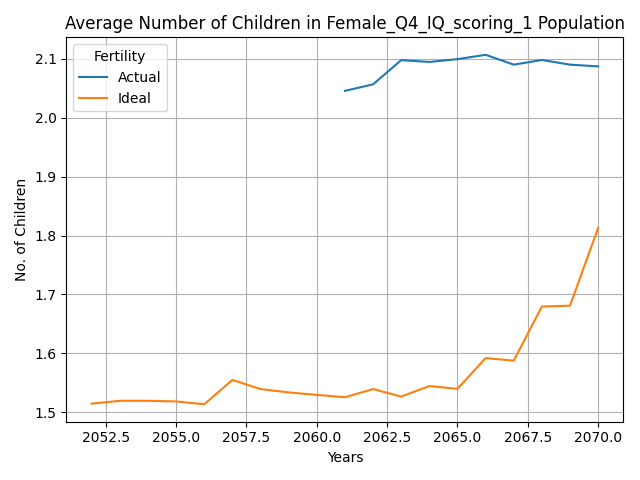 Average Number of Children in Female_Q4_IQ_scoring_1 Population
Fertility
Actual
Ideal
2.1
2.0
1.9
1.8
1.7
1.6
1.5
No. of Children
2052.5 2055.0 2057.5 2060.0 2062.5 2065.0 2067.5 2070.0
Years